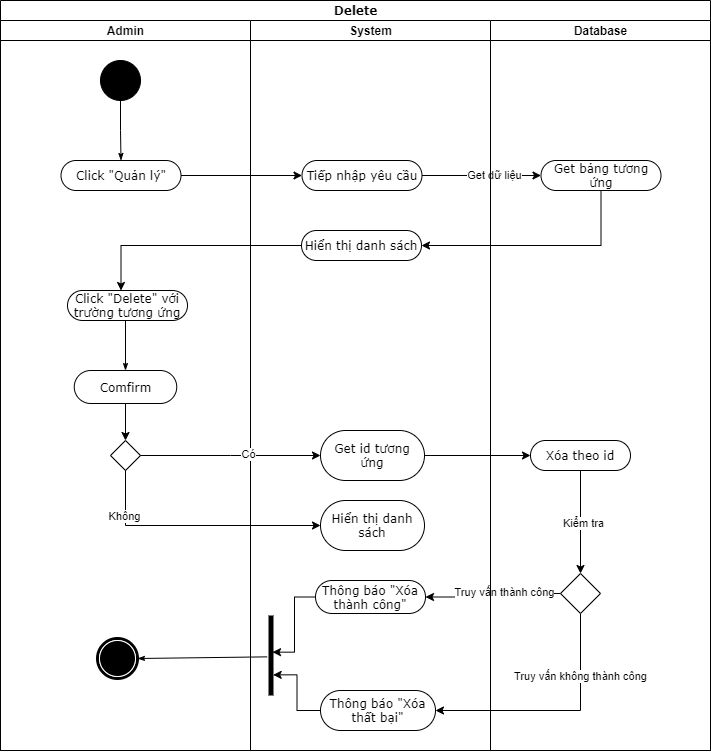 Delete
Admin
System
Database
Click "Quản lý"
Tiếp nhập yêu cầu
Get dữ liệu
Get bảng tương
ứng
Hiển thị danh sách
Click "Delete" với
trường tương ứng
Comfirm
Có
Get id tương
ứng
Xóa theo id
Không
Hiển thị danh
sách
Kiểm tra
Thông báo "Xóa
thành công"
Truy vấn thành công
Truy vấn không thành công
Thông báo "Xóa
thất bại"